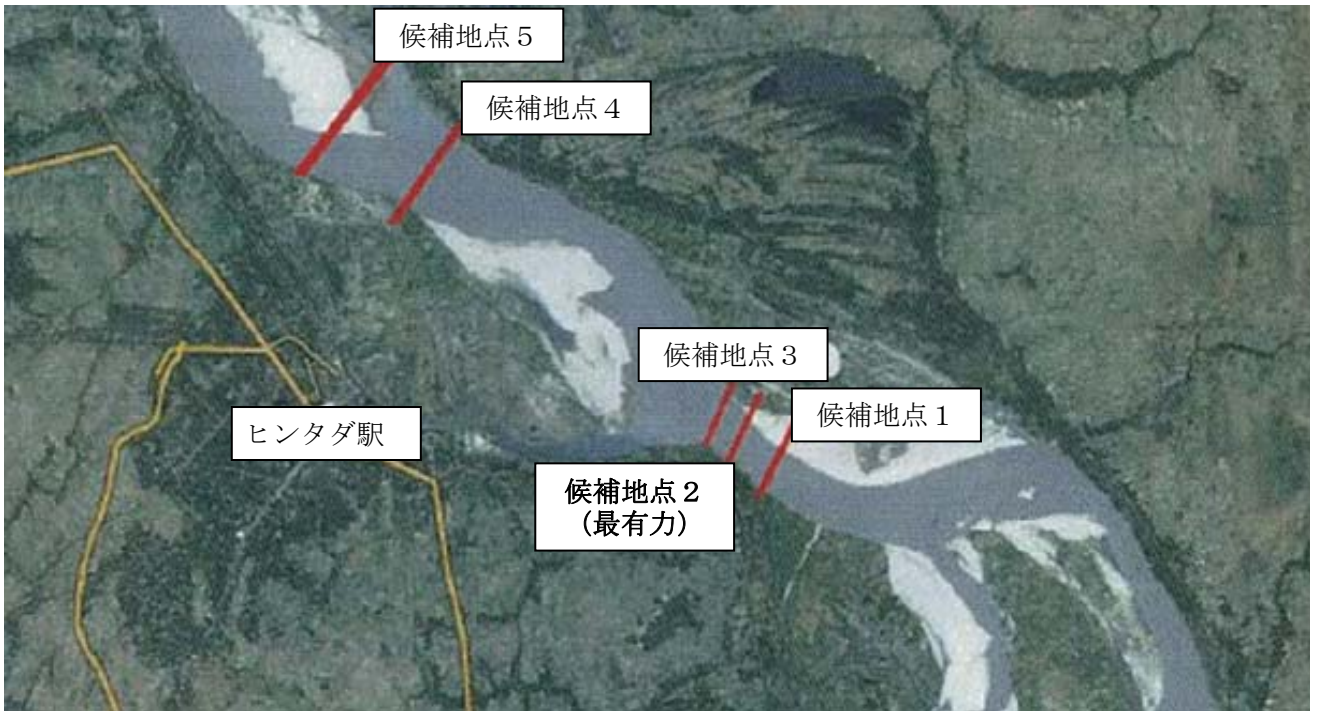 候補地点５
候補地点４
候補地点３
候補地点１
ヒンタダ駅
候補地点２
（最有力）